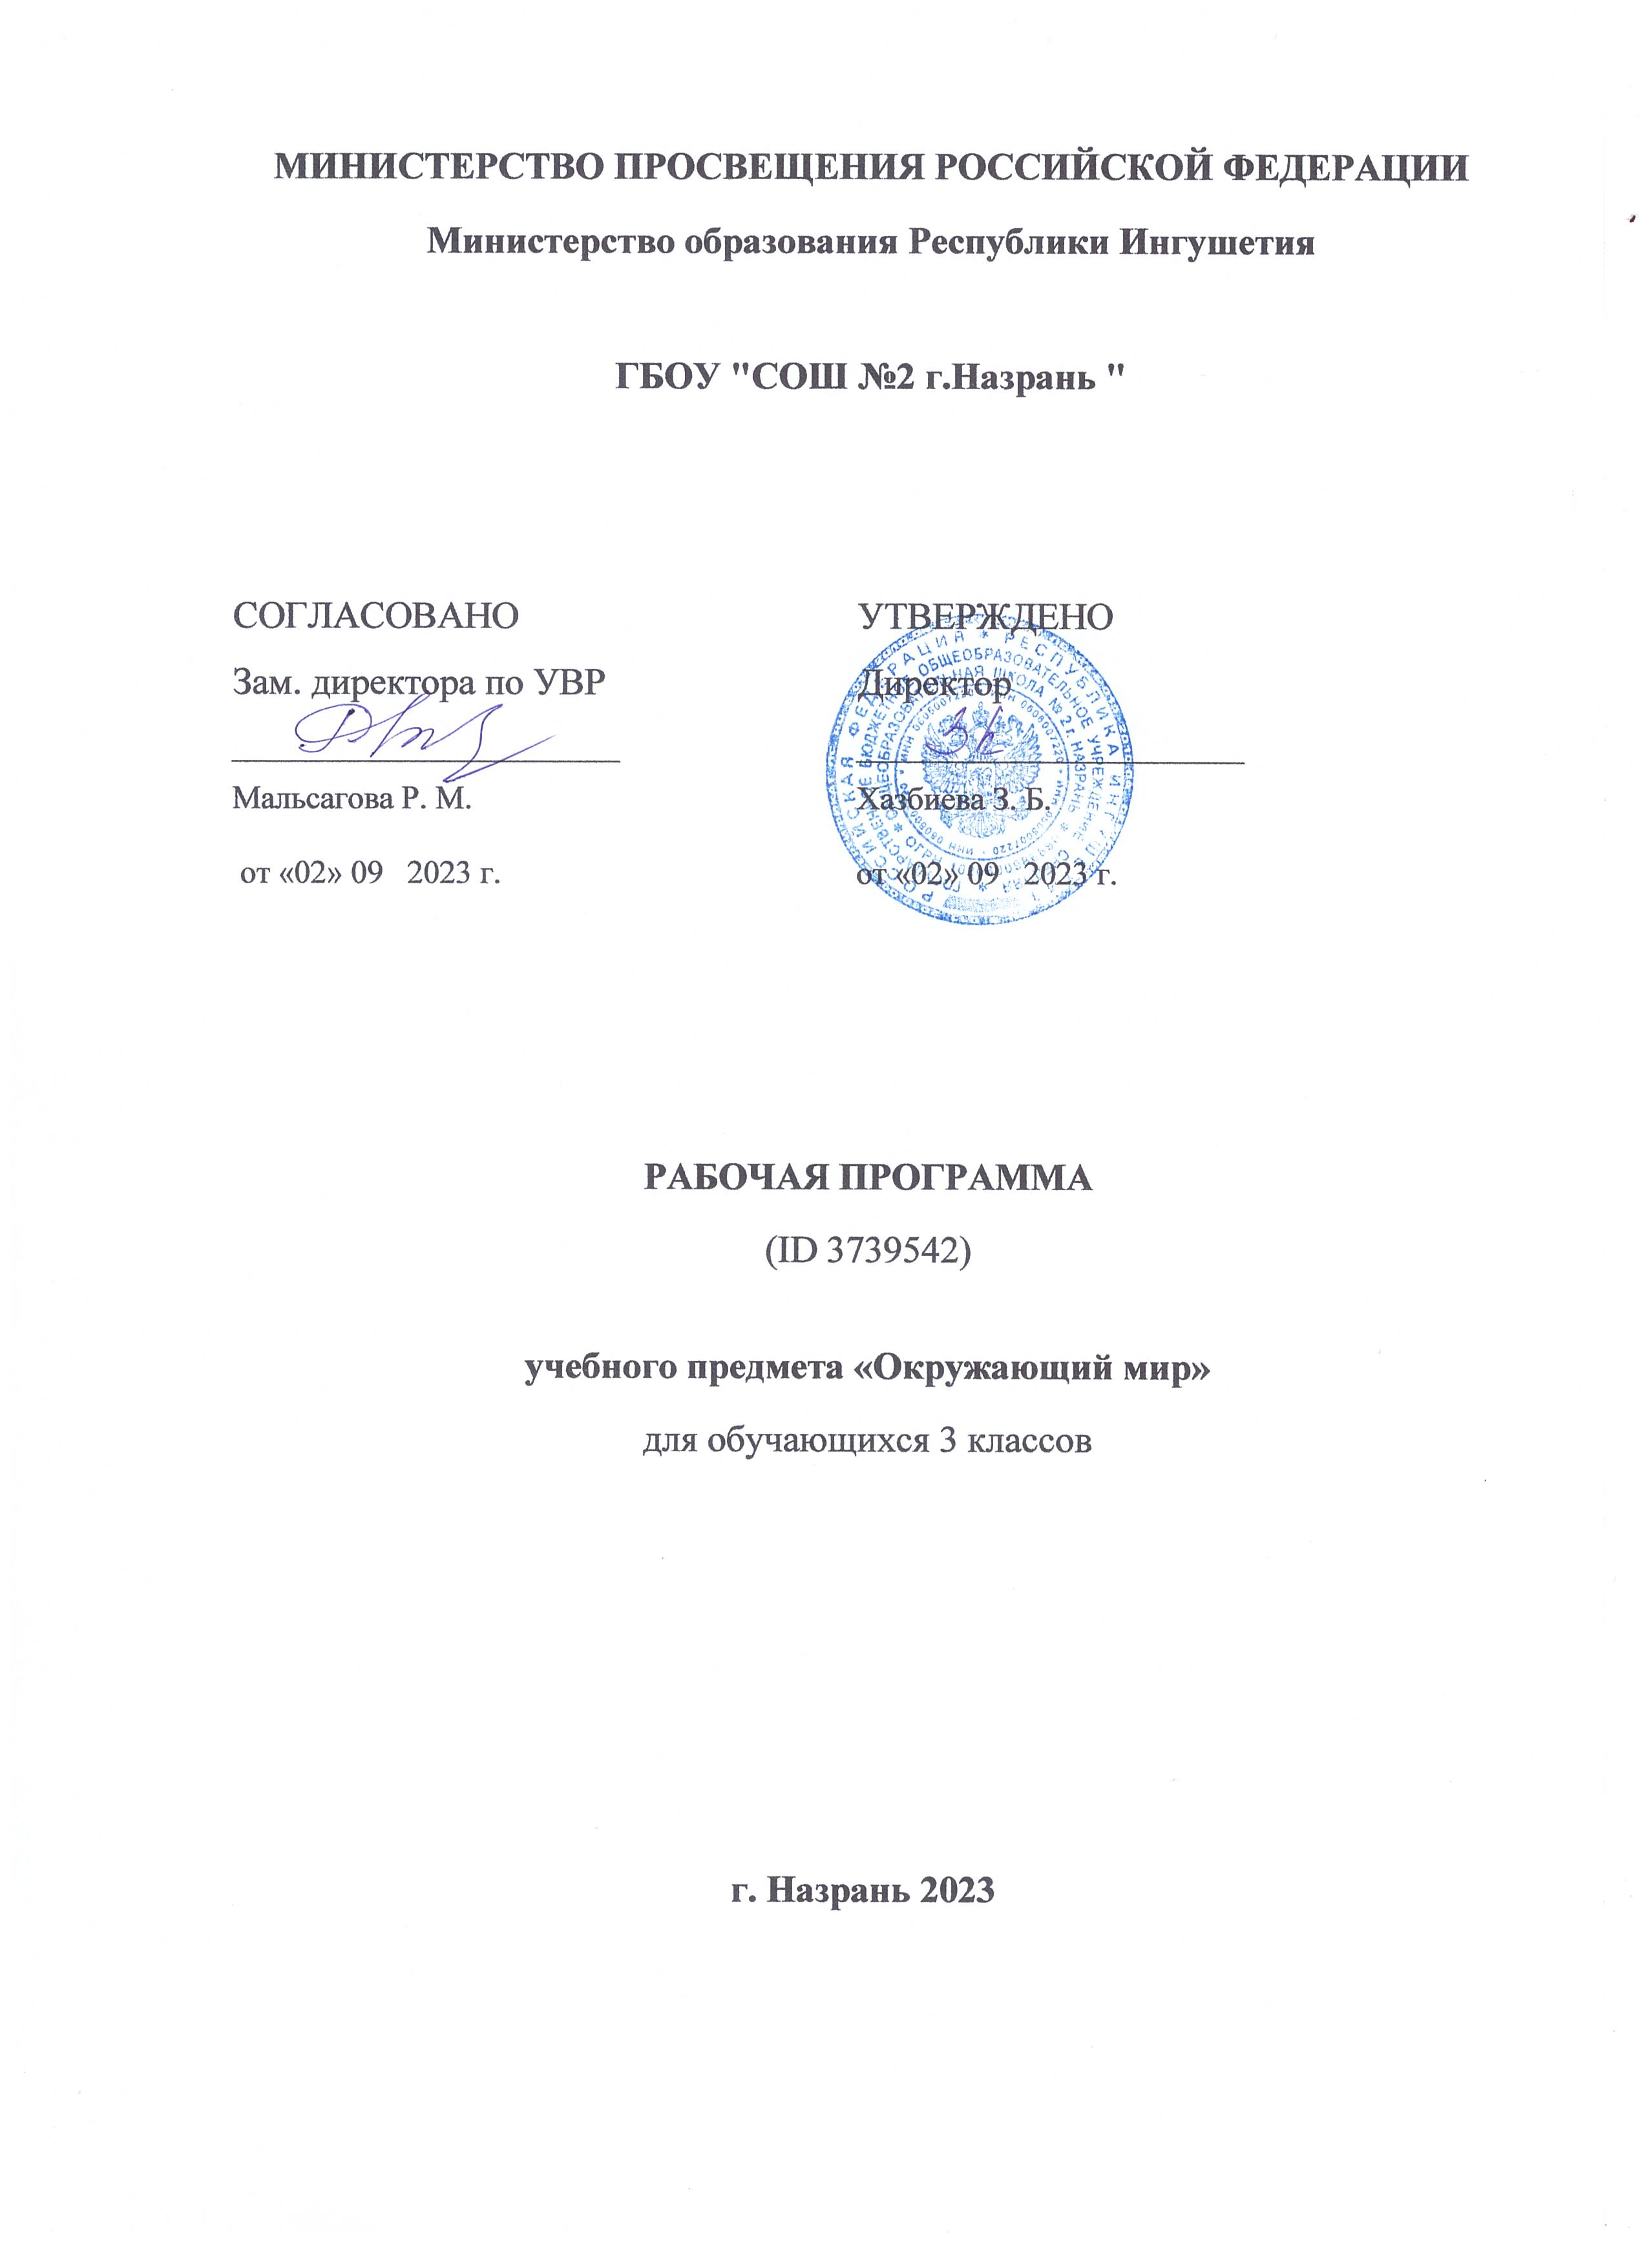 МИНИСТЕРСТВО ПРОСВЕЩЕНИЯ РОССИЙСКОЙ ФЕДЕРАЦИИ
Министерство образования Республики Ингушетия
ГБОУ "СОШ №2 г.Назрань "
СОГЛАСОВАНО
Зам. директора по УВР
Мальсагова Р. М.
от «02» 09 2023 г.
УТВЕРЖДЕНО
Директор
Хазбиева З. Б.
от «02» 09 2023 г.
РАБОЧАЯ ПРОГРАММА
(ID 3739542)
учебного предмета «Окружающий мир»
для обучающихся 3 классов
г. Назрань 2023